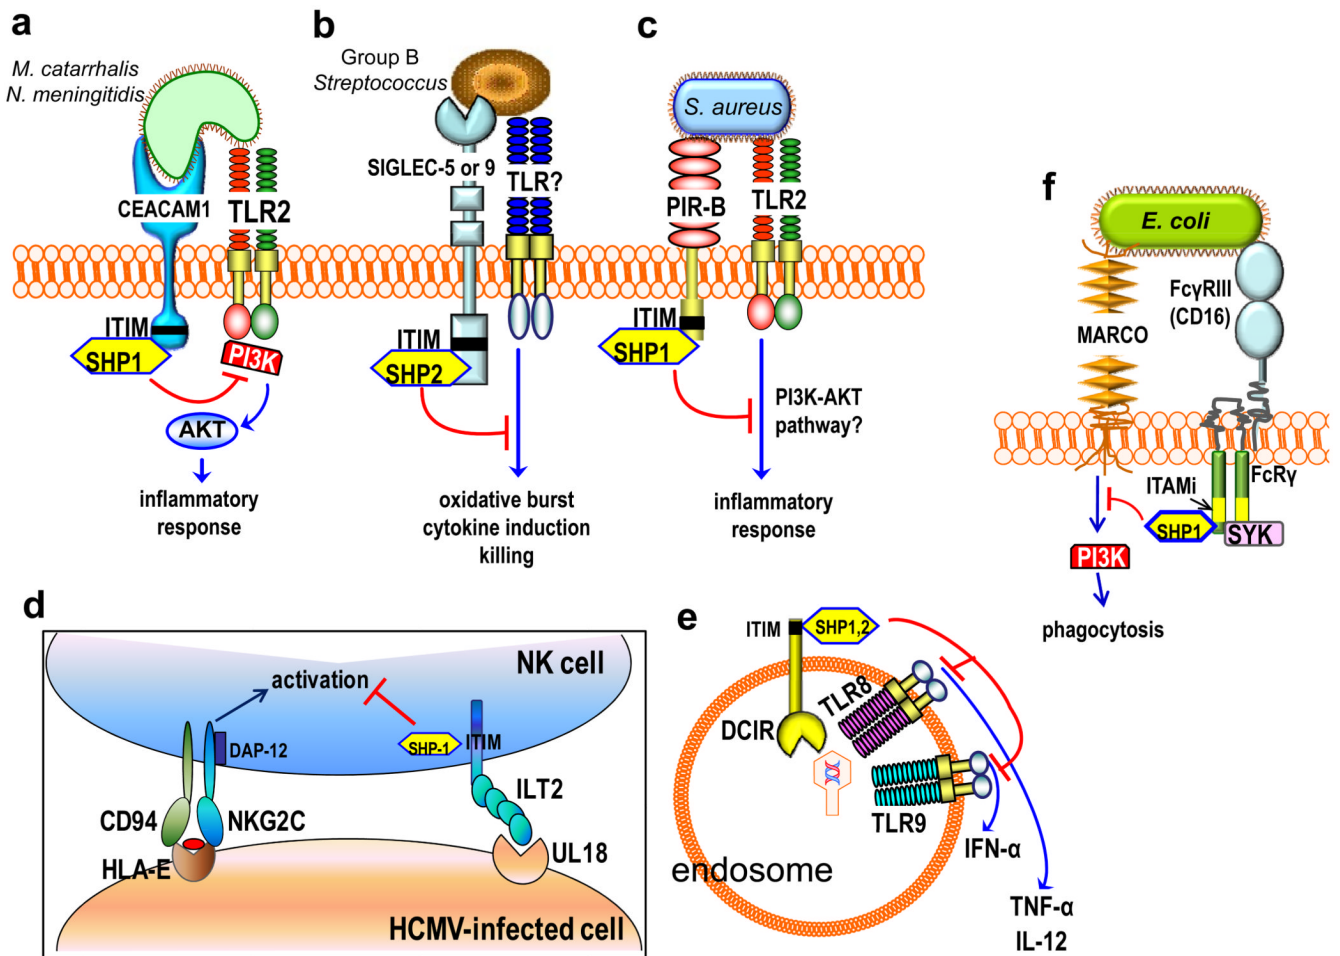 a
M. catarrhalis
N. meningitidis
CEACAM1
TLR2
ITIM
SHP1
PI3K
AKT
inflammatory
response
b
Group B
Streptococcus
SIGLEC-5 or 9
TLR?
ITIM
SHP2
oxidative burst
cytokine induction
killing
c
S. aureus
PIR-B
TLR2
ITIM
SHP1
PI3K-AKT
pathway?
inflammatory
response
f
E. coli
FcγRIII
(CD16)
MARCO
FcRγ
ITAMi
SHP1
SYK
PI3K
phagocytosis
d
NK cell
activation
DAP-12
SHP-1
ITIM
ILT2
CD94
NKG2C
HLA-E
UL18
HCMV-infected cell
e
ITIM
SHP1,2
DCIR
TLR8
TLR9
endosome
IFN-α
TNF-α
IL-12